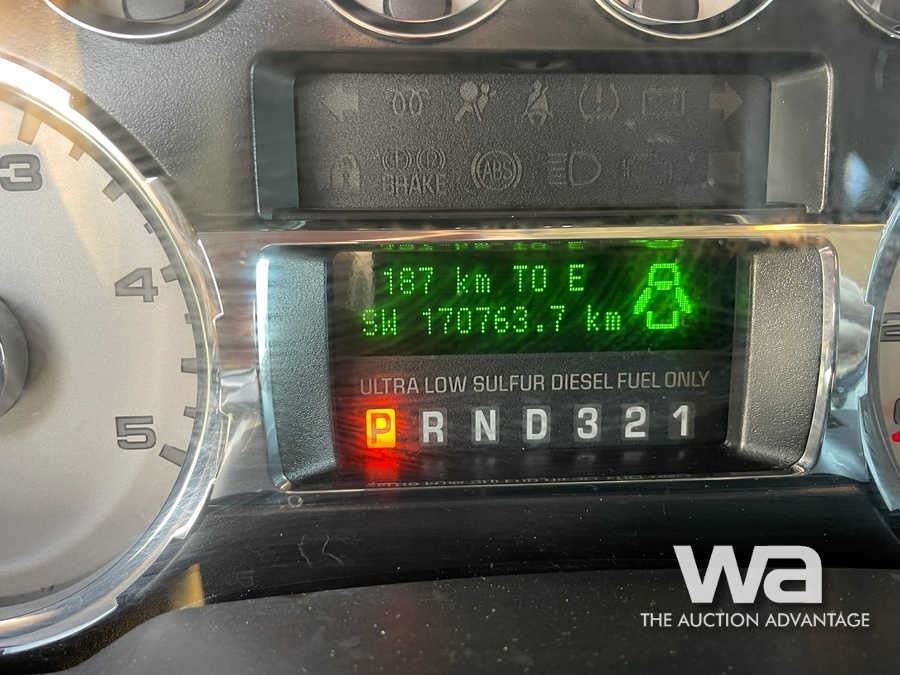 3
4
5
BRAKE
ABS
187 km TO E
SW 170763.7 km
ULTRA LOW SULFUR DIESEL FUEL ONLY
P R N D 3 2 1
wa
THE AUCTION ADVANTAGE